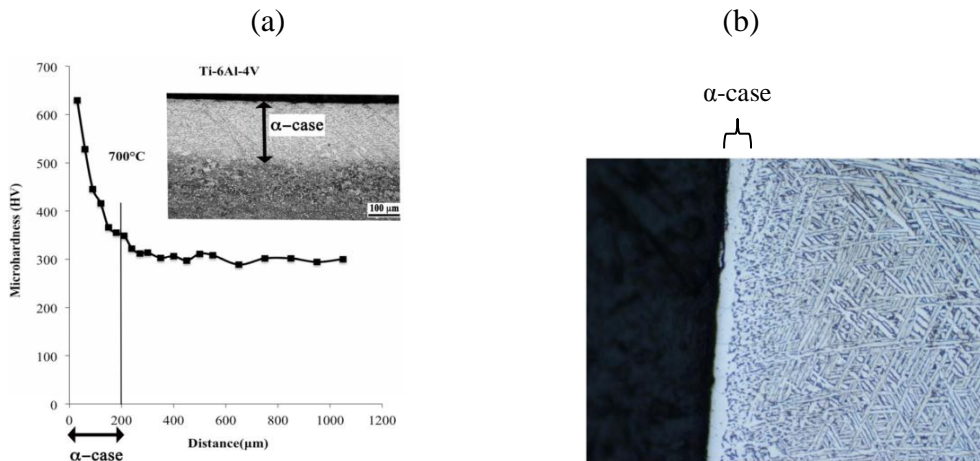 (a)
(b)
Ti-6Al-4V
α-case
700
600
500
400
300
200
100
0
Microhardness (HV)
700°C
α–case
100 µm
0
200
400
600
800
1000
1200
Distance(µm)
α–case